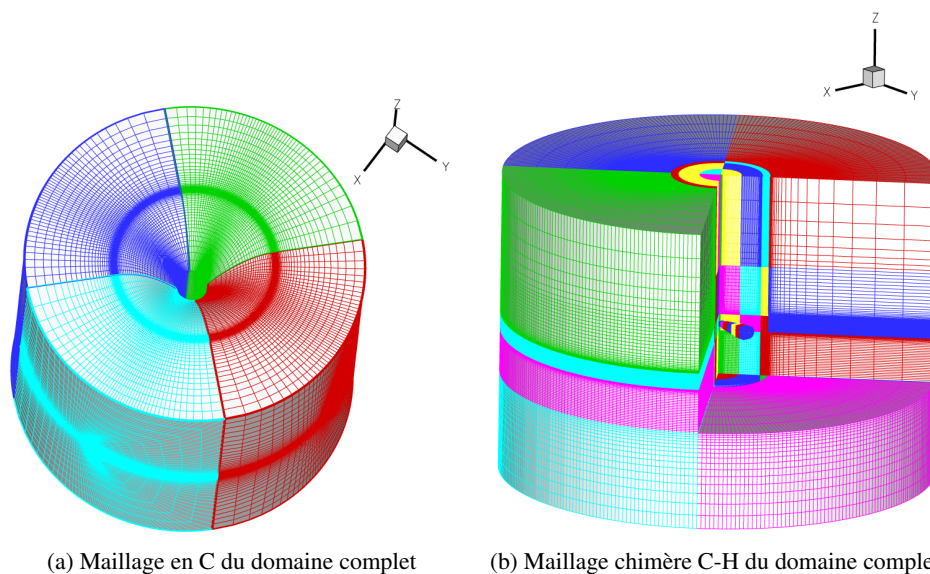 Z
X
Y
Z
X
Y
(a) Maillage en C du domaine complet
(b) Maillage chimère C-H du domaine comple